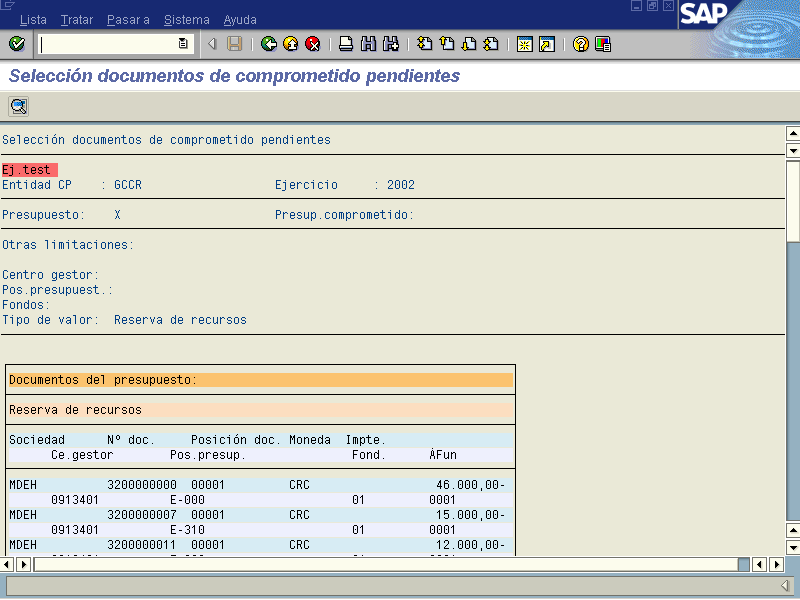 Lista Tratar Pasar a Sistema Ayuda
SAP
Selección documentos de comprometido pendientes
Selección documentos de comprometido pendientes
Ej.test
Entidad CP : GCCR Ejercicio : 2002
Presupuesto: X Presup.comprometido:
Otras limitaciones:
Centro gestor:
Pos.presupuest.:
Fondos:
Tipo de valor: Reserva de recursos
Documentos del presupuesto:
Reserva de recursos
Sociedad Nº doc. Posición doc. Moneda Impte.
Ce.gestor Pos.presup. Fond. ÁFun
MDEH 3200000000 00001 CRC 46.000,00-
0913401 E-000 01 0001
MDEH 3200000007 00001 CRC 15.000,00-
0913401 E-310 01 0001
MDEH 3200000011 00001 CRC 12.000,00-